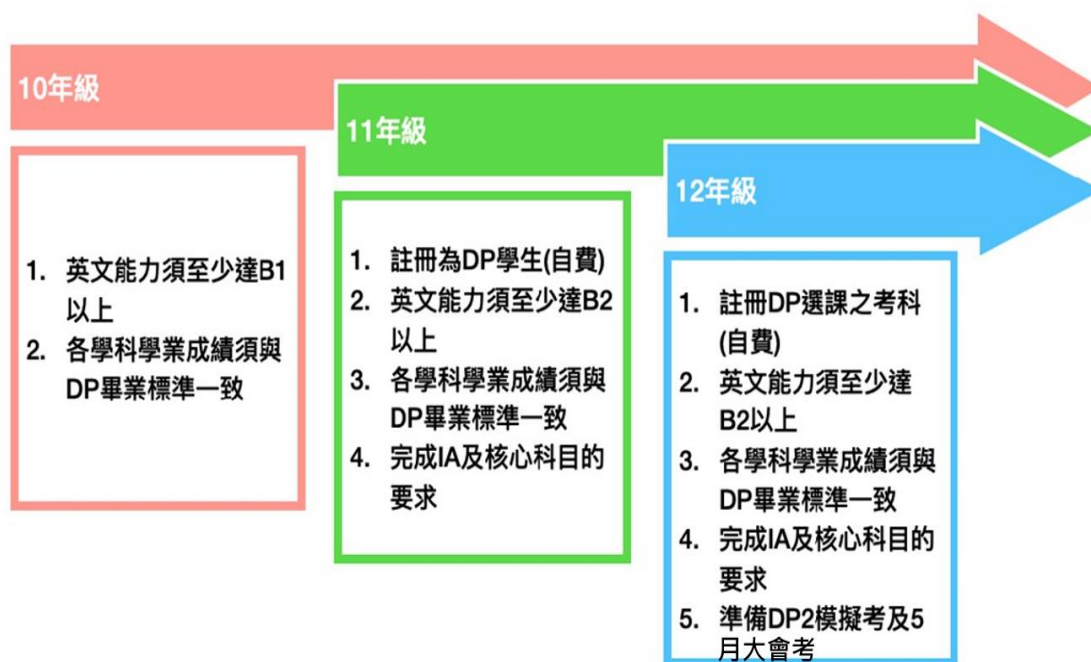 10年級
1. 英文能力須至少達B1
以上
2. 各學科學業成績須與
DP畢業標準一致
11年級
1. 註冊為DP學生(自費)
2. 英文能力須至少達B2
以上
3. 各學科學業成績須與
DP畢業標準一致
4. 完成IA及核心科目的
要求
12年級
1. 註冊DP選課之考科
(自費)
2. 英文能力須至少達
B2以上
3. 各學科學業成績須與
DP畢業標準一致
4. 完成IA及核心科目的
要求
5. 準備DP2模擬考及5
月大會考